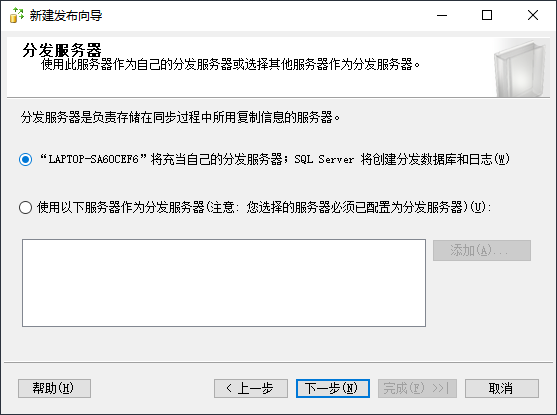 新建发布向导
分发服务器
使用此服务器作为自己的分发服务器或选择其他服务器作为分发服务器。
分发服务器是负责存储在同步过程中所用复制信息的服务器。
“LAPTOP-SA6OCEF6”将充当自己的分发服务器；SQL Server 将创建分发数据库和日志(W)
使用以下服务器作为分发服务器(注意: 您选择的服务器必须已配置为分发服务器)(U):
添加(A)...
帮助(H)
< 上一步
下一步(N)
完成(F) >>|
取消